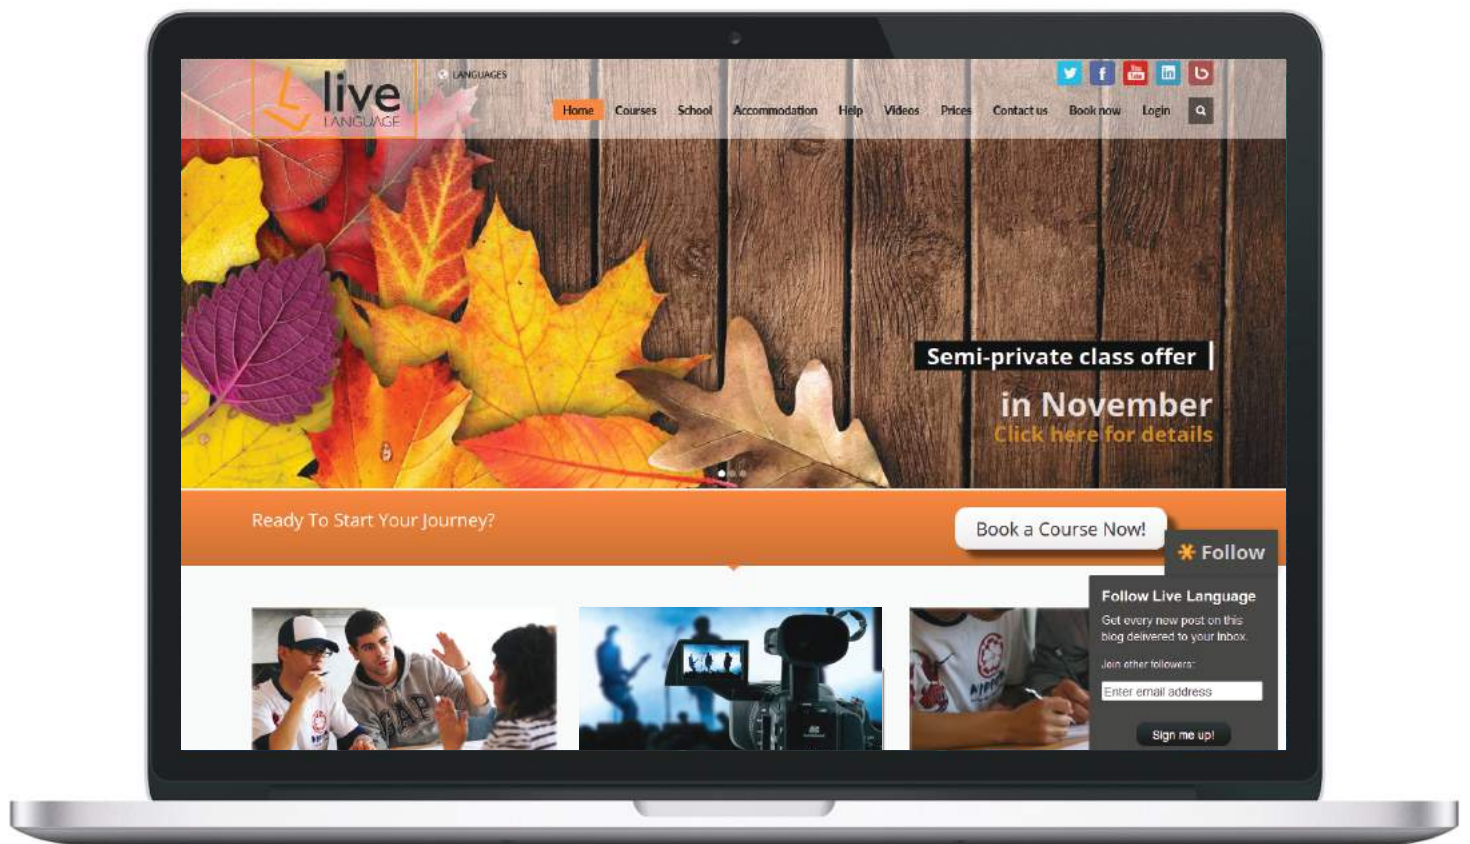 live
LANGUAGE
LANGUAGES
Home Courses School Accommodation Help Videos Prices Contact us Book now Login
Semi-private class offer
in November
Click here for details
Ready To Start Your Journey?
Book a Course Now!
Follow
Follow Live Language
Get every new post on this
blog delivered to your Inbox.
Join other followers:
Enter email address
Sign me up!
GAP
You
Tube